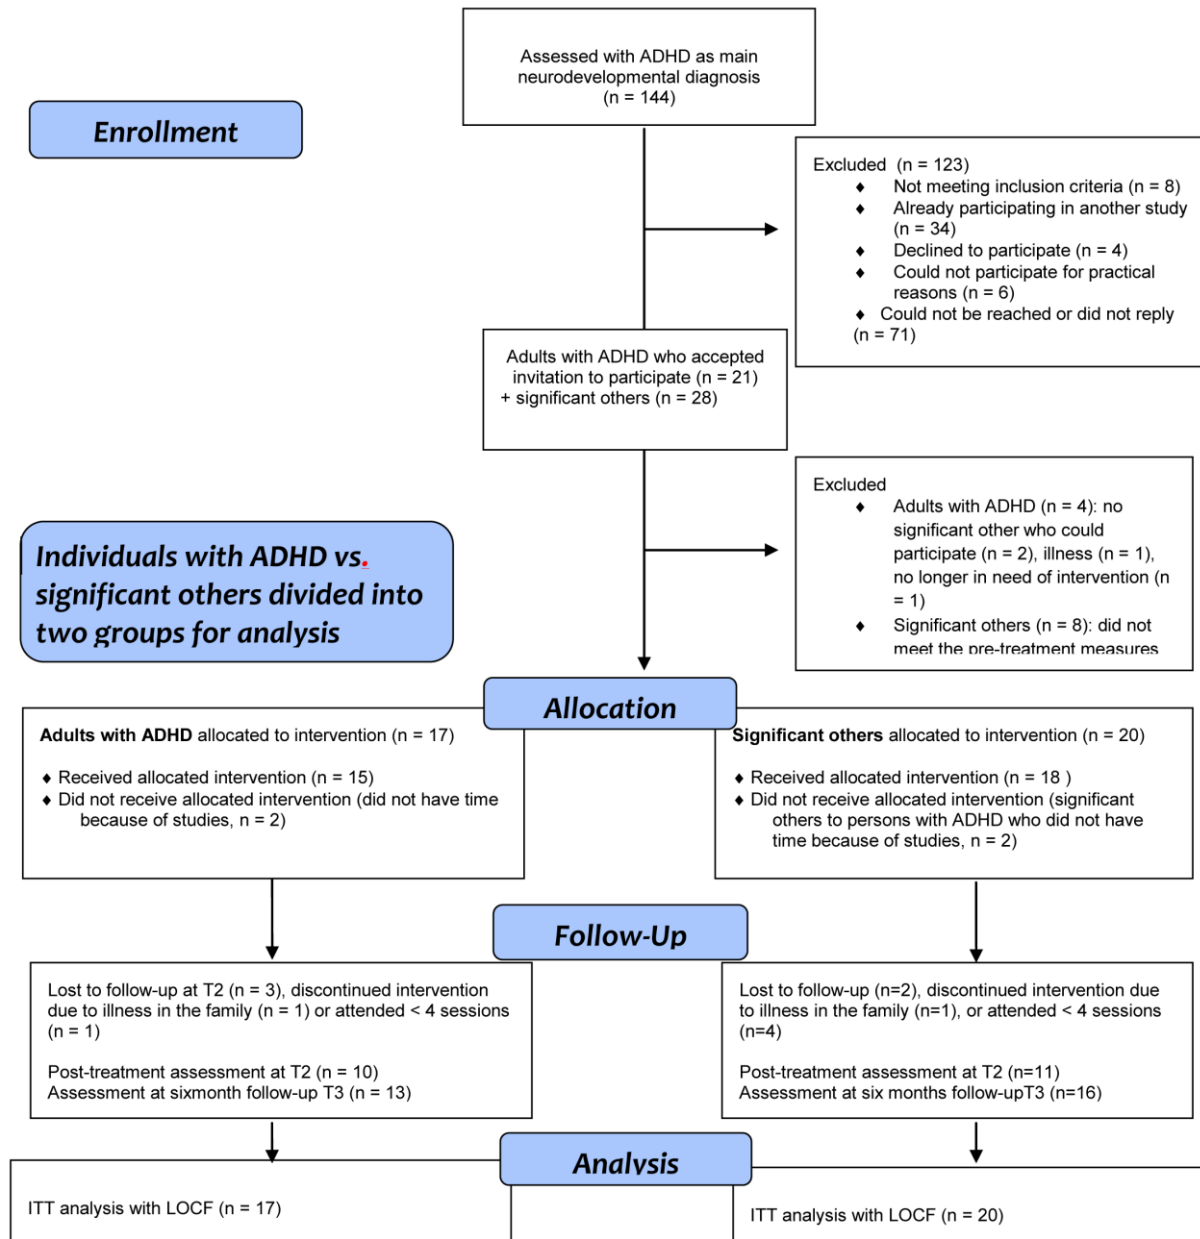 Assessed with ADHD as main
neurodevelopmental diagnosis
(n = 144)
Enrollment
Excluded (n = 123)
♦ Not meeting inclusion criteria (n = 8)
♦ Already participating in another study
(n = 34)
♦ Declined to participate (n = 4)
♦ Could not participate for practical
reasons (n = 6)
♦ Could not be reached or did not reply
(n = 71)
Adults with ADHD who accepted
invitation to participate (n = 21)
+ significant others (n = 28)
Excluded
♦ Adults with ADHD (n = 4): no
significant other who could
participate (n = 2), illness (n = 1),
no longer in need of intervention (n
= 1)
♦ Significant others (n = 8): did not
meet the pre-treatment measures
Individuals with ADHD vs.
significant others divided into
two groups for analysis
Allocation
Adults with ADHD allocated to intervention (n = 17)
♦ Received allocated intervention (n = 15)
♦ Did not receive allocated intervention (did not have time
because of studies, n = 2)
Significant others allocated to intervention (n = 20)
♦ Received allocated intervention (n = 18 )
♦ Did not receive allocated intervention (significant
others to persons with ADHD who did not have
time because of studies, n = 2)
Follow-Up
Lost to follow-up at T2 (n = 3), discontinued intervention
due to illness in the family (n = 1) or attended < 4 sessions
(n = 1)
Post-treatment assessment at T2 (n = 10)
Assessment at sixmonth follow-up T3 (n = 13)
Lost to follow-up (n=2), discontinued intervention due
to illness in the family (n=1), or attended < 4 sessions
(n=4)
Post-treatment assessment at T2 (n=11)
Assessment at six months follow-upT3 (n=16)
Analysis
ITT analysis with LOCF (n = 17)
ITT analysis with LOCF (n = 20)